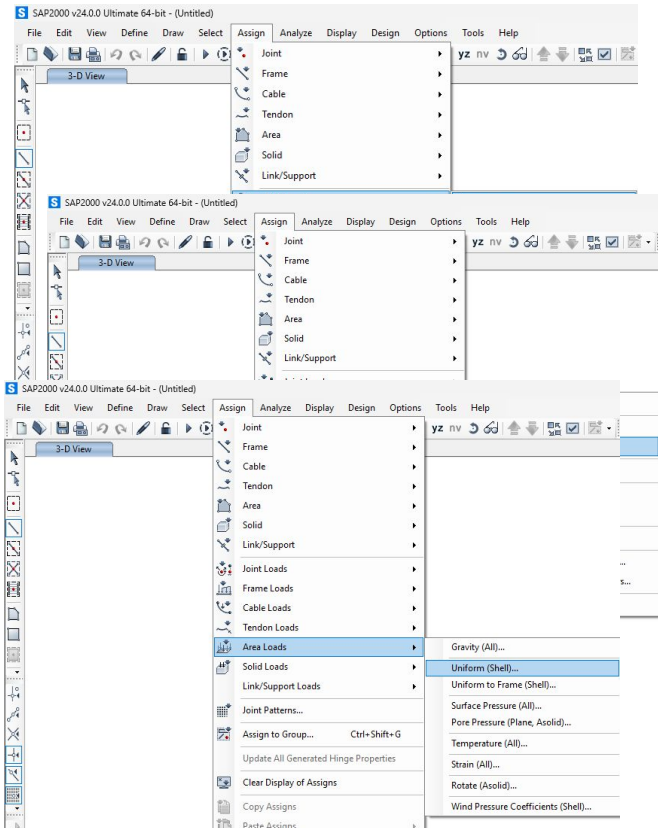 SAP2000 v24.0.0 Ultimate 64-bit - (Untitled)
File Edit View Define Draw Select Assign Analyze Display Design Options Tools Help
yz nv
3-D View
Joint
Frame
Cable
Tendon
Area
Solid
Link/Support
SAP2000 v24.0.0 Ultimate 64-bit - (Untitled)
File Edit View Define Draw Select Assign Analyze Display Design Options Tools Help
yz nv
3-D View
Joint
Frame
Cable
Tendon
Area
Solid
Link/Support
SAP2000 v24.0.0 Ultimate 64-bit - (Untitled)
File Edit View Define Draw Select Assign Analyze Display Design Options Tools Help
yz nv
3-D View
Joint
Frame
Cable
Tendon
Area
Solid
Link/Support
Joint Loads
Frame Loads
Cable Loads
Tendon Loads
Area Loads
Solid Loads
Link/Support Loads
Joint Patterns...
Assign to Group... Ctrl+Shift+G
Update All Generated Hinge Properties
Clear Display of Assigns
Copy Assigns
Paste Assigns
Gravity (All)...
Uniform (Shell)...
Uniform to Frame (Shell)...
Surface Pressure (All)...
Pore Pressure (Plane, Asolid)...
Temperature (All)...
Strain (All)...
Rotate (Asolid)...
Wind Pressure Coefficients (Shell)...